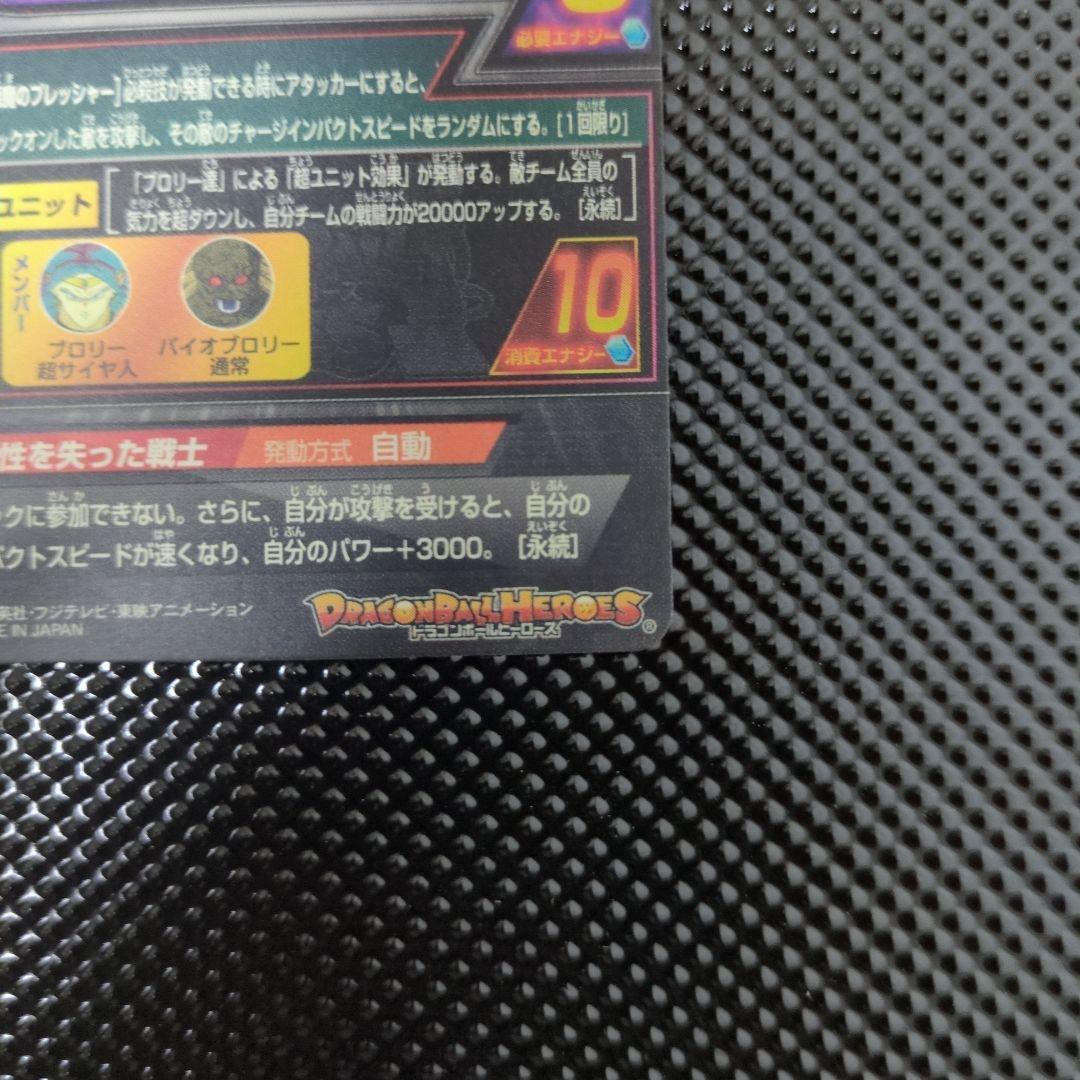 必要エナジー
のプレッシャー]必殺技が発動できる時にアタッカーにすると、
ックオンした敵を攻撃し、その敵のチャージインパクトスピードをランダムにする。[1回限り]
ユニット
「ブロリー達」による「超ユニット効果」が発動する。敵チーム全員の
気力を超ダウンし、自分チームの戦闘力が20000アップする。 [永続]
メンバー
ブロリー
超サイヤ人
バイオブロリー
通常
10
消費エナジー
性を失った戦士 発動方式 自動
クに参加できない。さらに、自分が攻撃を受けると、自分の
パクトスピードが速くなり、自分のパワー+3000。 [永続]
英社・フジテレビ・東映アニメーション
E IN JAPAN
DRAGONBALL HEROES
ドラゴンボールヒーローズ
®